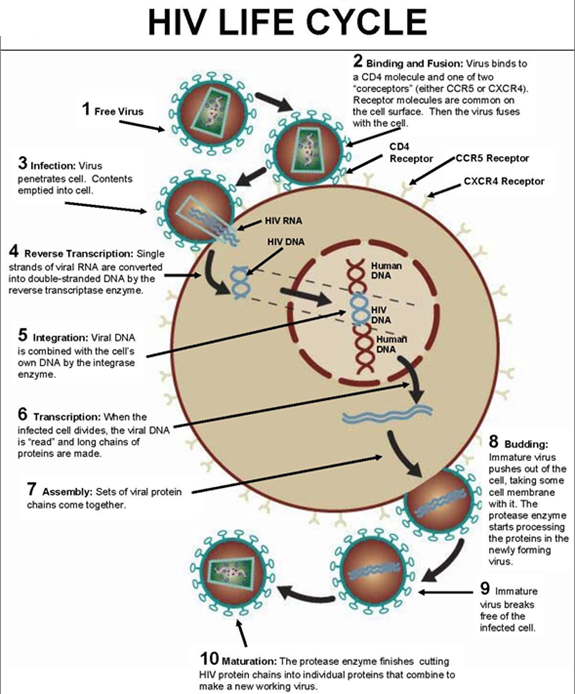 HIV LIFE CYCLE
1 Free Virus
2 Binding and Fusion: Virus binds to
a CD4 molecule and one of two
"coreceptors" (either CCR5 or CXCR4).
Receptor molecules are common on
the cell surface. Then the virus fuses
with the cell.
CD4
Receptor
CCR5 Receptor
CXCR4 Receptor
3 Infection: Virus
penetrates cell. Contents
emptied into cell.
HIV RNA
HIV DNA
4 Reverse Transcription: Single
strands of viral RNA are converted
into double-stranded DNA by the
reverse transcriptase enzyme.
Human
DNA
HIV
DNA
Human
DNA
5 Integration: Viral DNA
is combined with the cell's
own DNA by the integrase
enzyme.
6 Transcription: When the
infected cell divides, the viral DNA
is "read" and long chains of
proteins are made.
7 Assembly: Sets of viral protein
chains come together.
8 Budding:
Immature virus
pushes out of the
cell, taking some
cell membrane
with it. The
protease enzyme
starts processing
the proteins in the
newly forming
virus.
9 Immature
virus breaks
free of the
infected cell.
10 Maturation: The protease enzyme finishes cutting
HIV protein chains into individual proteins that combine to
make a new working virus.